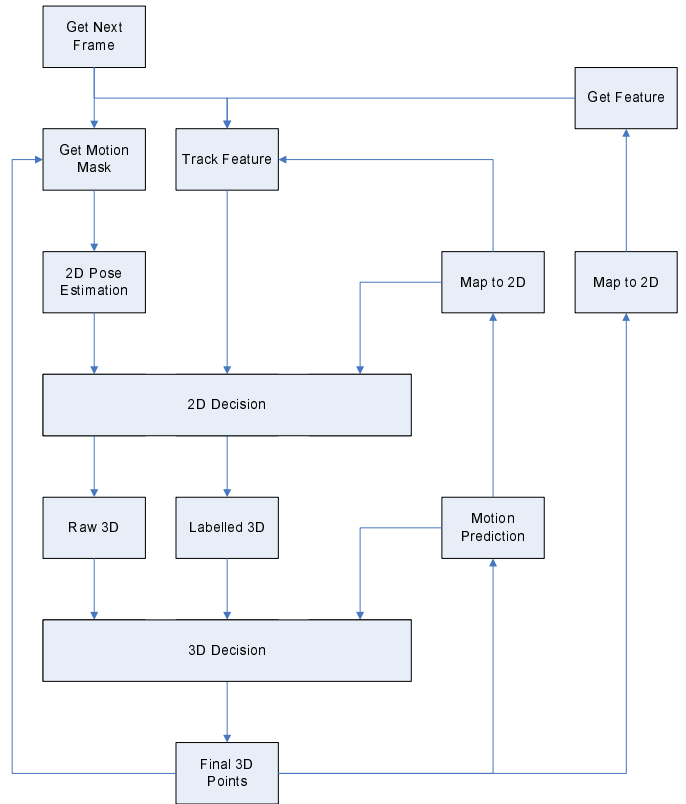 Get Next
Frame
Get Feature
Get Motion
Mask
Track Feature
2D Pose
Estimation
Map to 2D
Map to 2D
2D Decision
Raw 3D
Labelled 3D
Motion
Prediction
3D Decision
Final 3D
Points